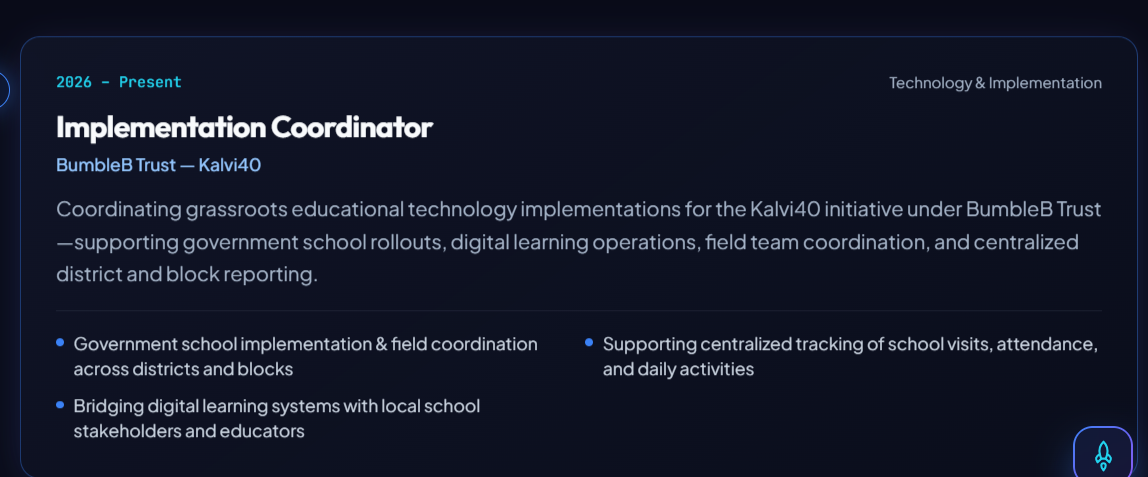 2026 – Present
Technology & Implementation
Implementation Coordinator
BumbleB Trust — Kalvi40
Coordinating grassroots educational technology implementations for the Kalvi40 initiative under BumbleB Trust
—supporting government school rollouts, digital learning operations, field team coordination, and centralized
district and block reporting.
Government school implementation & field coordination
across districts and blocks
Supporting centralized tracking of school visits, attendance,
and daily activities
Bridging digital learning systems with local school
stakeholders and educators